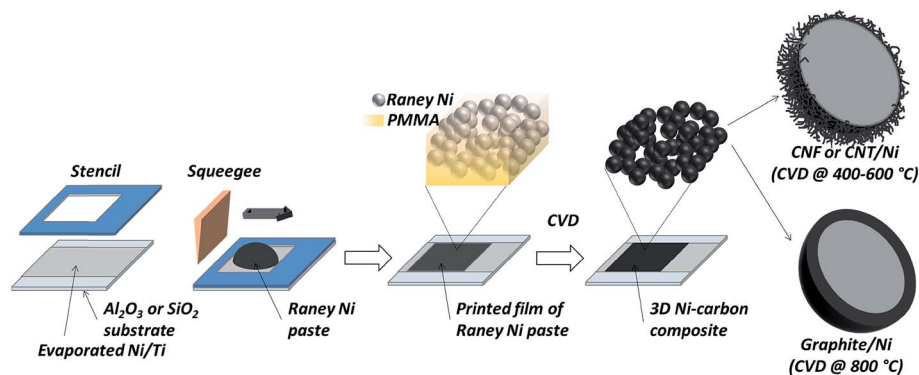 Stencil
Squeegee
Al2O3 or SiO2
substrate
Evaporated Ni/Ti
Raney Ni
paste
Raney Ni
PMMA
Printed film of
Raney Ni paste
CVD
3D Ni-carbon
composite
CNF or CNT/Ni
(CVD @ 400-600 °C)
Graphite/Ni
(CVD @ 800 °C)